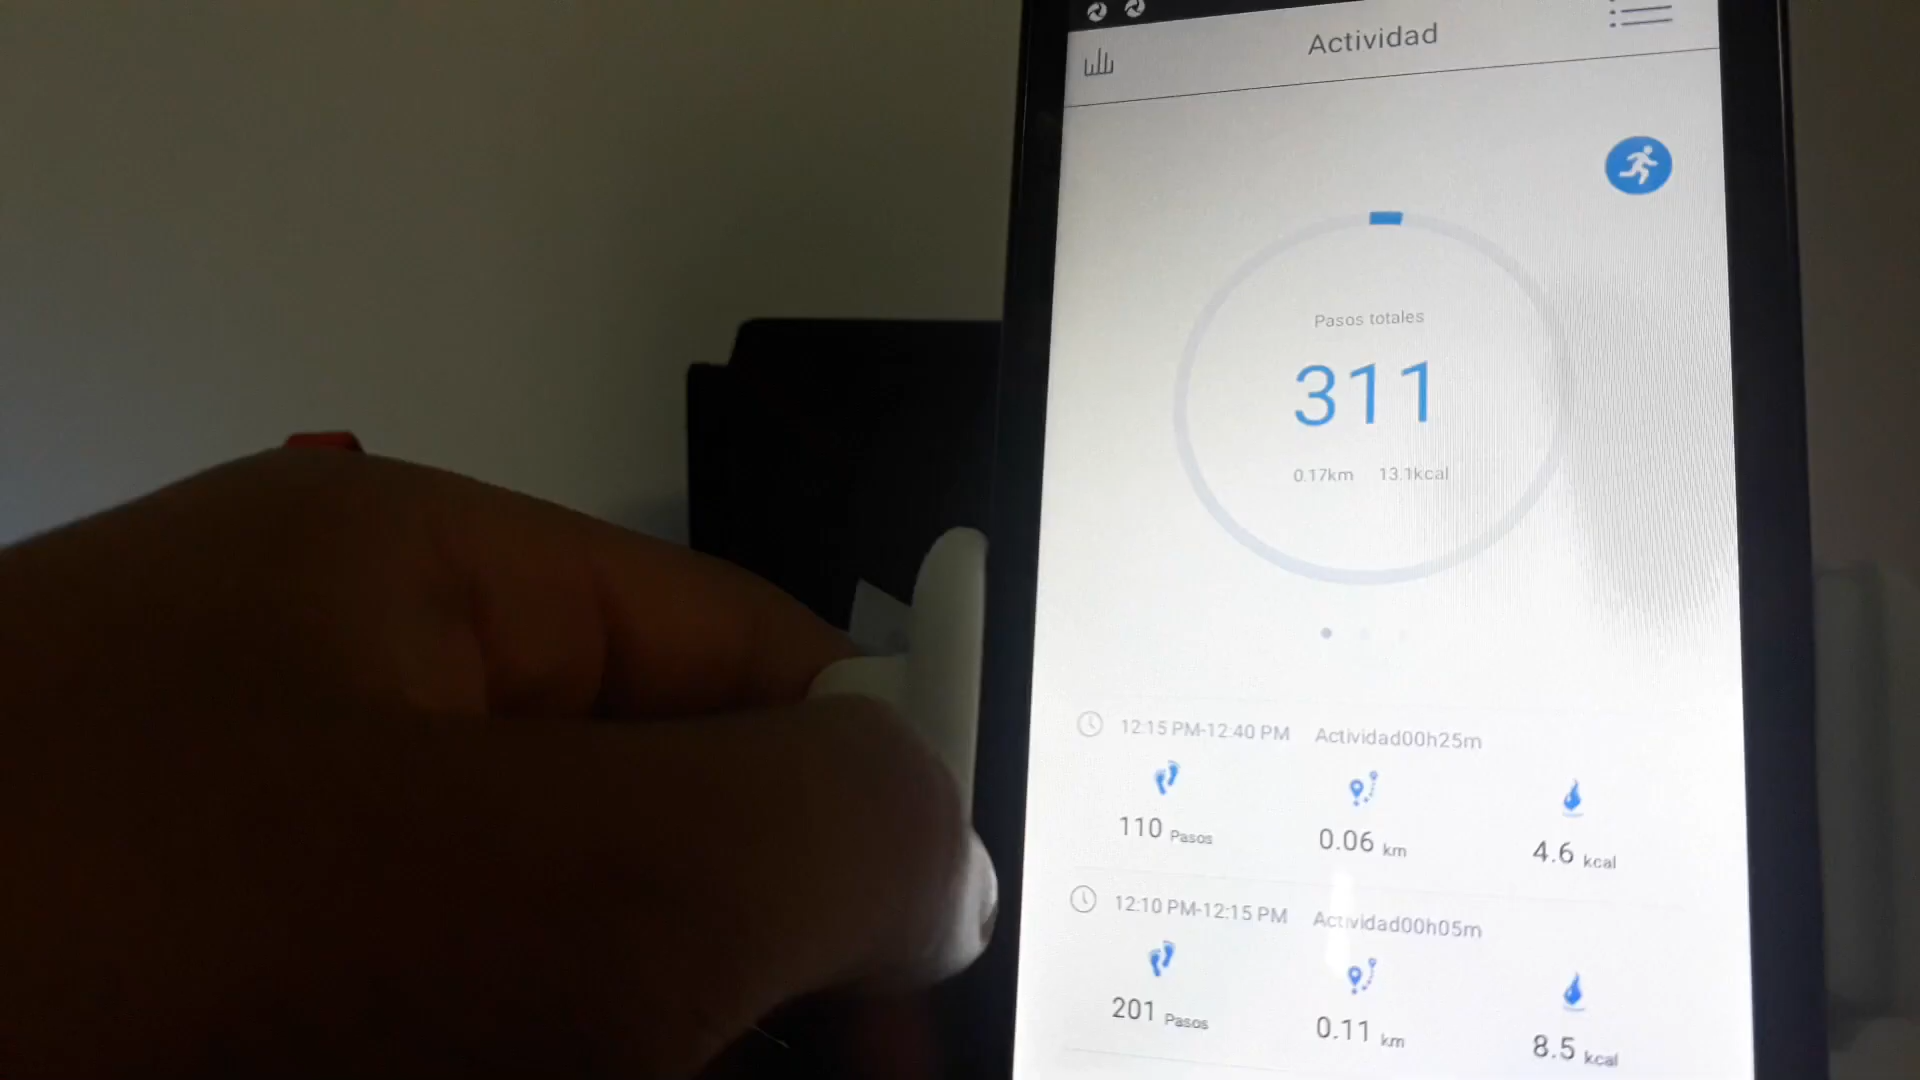 Actividad
Pasos totales
311
0.17km 13.1kcal
12:15 PM-12:40 PM Actividad00h25m
110 Pasos 0.06 km 4.6 kcal
12:10 PM-12:15 PM Actividad00h05m
201 Pasos 0.11 km 8.5 kcal